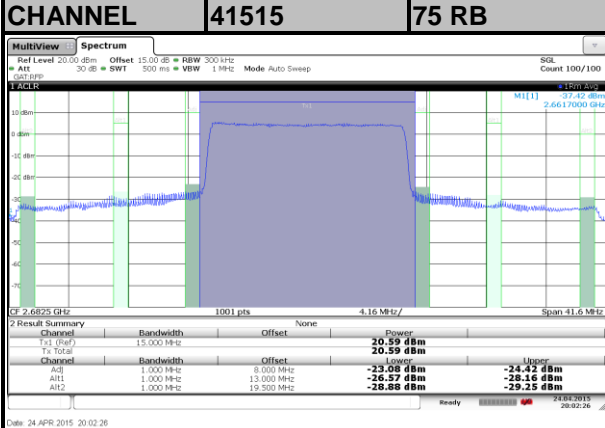 CHANNEL 41515 75 RB
MultiView Spectrum
Ref Level 20.00 dBm Offset 15.00 dB RBW 300 kHz SGL
Att 30 dB SWT 500 ms VBW 1 MHz Mode Auto Sweep Count 100/100
GAT:RFP
1 ACLR 1Rm Avg
M1[1] -37.42 dBm
2.6617000 GHz
Tx1
10 dBm
0 dBm
-10 dBm
-20 dBm
-30
-50
-60
-70
CF 2.6825 GHz 1001 pts 4.16 MHz/ Span 41.6 MHz
2 Result Summary None
Channel Bandwidth Offset Power
Tx1 (Ref) 15.000 MHz 20.59 dBm
Tx Total 20.59 dBm
Channel Bandwidth Offset Lower Upper
Adj 1.000 MHz 8.000 MHz -23.08 dBm -24.42 dBm
Alt1 1.000 MHz 13.000 MHz -26.57 dBm -28.16 dBm
Alt2 1.000 MHz 19.500 MHz -28.88 dBm -29.25 dBm
Ready 24.04.2015
20:02:26
Date: 24.APR.2015 20:02:26